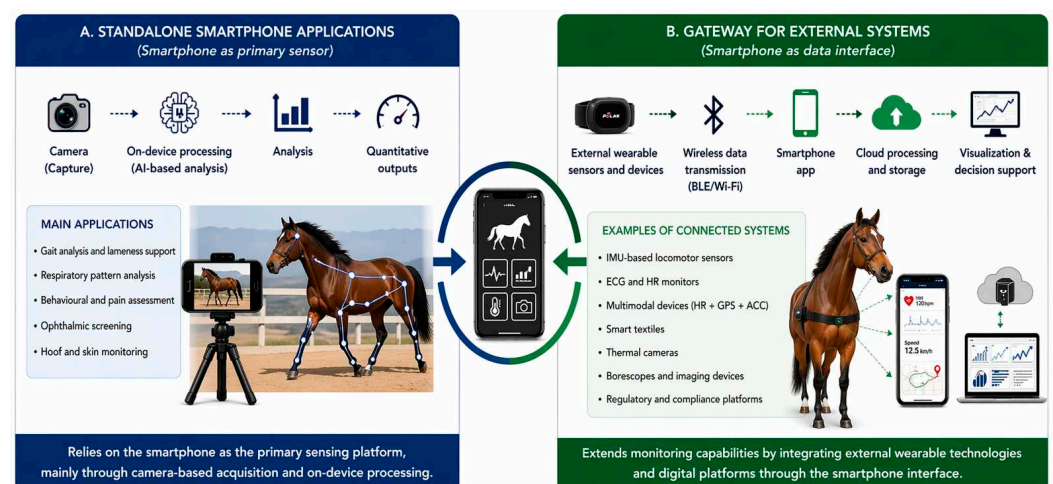 A. STANDALONE SMARTPHONE APPLICATIONS
(Smartphone as primary sensor)
Camera
(Capture)
On-device processing
(AI-based analysis)
Analysis
Quantitative
outputs
MAIN APPLICATIONS
• Gait analysis and lameness support
• Respiratory pattern analysis
• Behavioural and pain assessment
• Ophthalmic screening
• Hoof and skin monitoring
Relies on the smartphone as the primary sensing platform,
mainly through camera-based acquisition and on-device processing.
B. GATEWAY FOR EXTERNAL SYSTEMS
(Smartphone as data interface)
POLAR
External wearable
sensors and devices
Wireless data
transmission
(BLE/Wi-Fi)
Smartphone
app
Cloud processing
and storage
Visualization &
decision support
EXAMPLES OF CONNECTED SYSTEMS
• IMU-based locomotor sensors
• ECG and HR monitors
• Multimodal devices (HR + GPS + ACC)
• Smart textiles
• Thermal cameras
• Borescopes and imaging devices
• Regulatory and compliance platforms
120bpm
Speed
12.5 km/h
Extends monitoring capabilities by integrating external wearable technologies
and digital platforms through the smartphone interface.